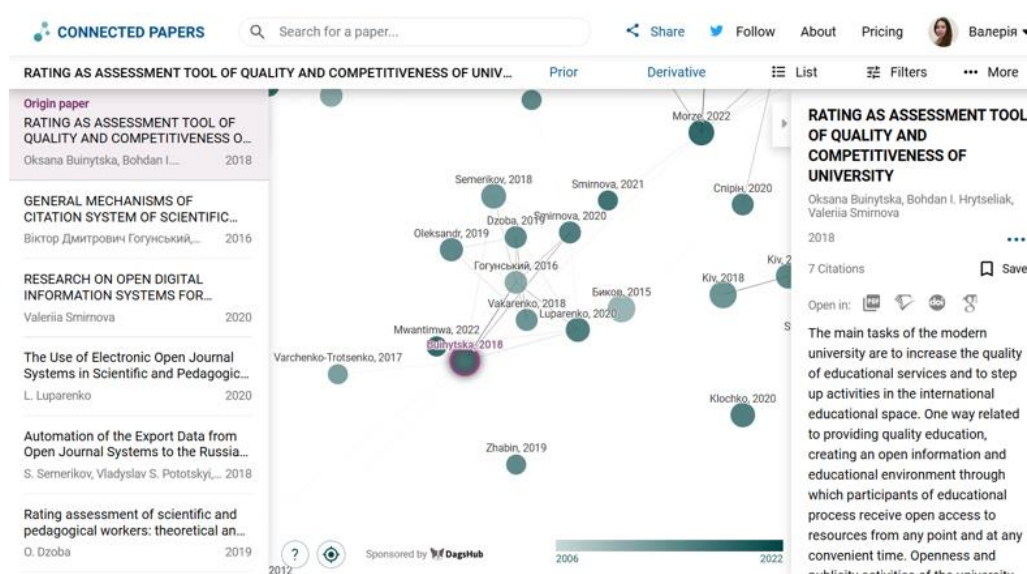 CONNECTED PAPERS
Search for a paper...
Share
Follow
About
Pricing
Валерія
RATING AS ASSESSMENT TOOL OF QUALITY AND COMPETITIVENESS OF UNIV...
Prior
Derivative
List
Filters
More
Origin paper
RATING AS ASSESSMENT TOOL OF
QUALITY AND COMPETITIVENESS O...
Oksana Buinytska, Bohdan I.... 2018
GENERAL MECHANISMS OF
CITATION SYSTEM OF SCIENTIFIC...
Віктор Дмитрович Гогунський,... 2016
RESEARCH ON OPEN DIGITAL
INFORMATION SYSTEMS FOR...
Valeriia Smirnova 2020
The Use of Electronic Open Journal
Systems in Scientific and Pedagogic...
L. Luparenko 2020
Automation of the Export Data from
Open Journal Systems to the Russia...
S. Semerikov, Vladyslav S. Pototskyi,... 2018
Rating assessment of scientific and
pedagogical workers: theoretical an...
O. Dzoba 2019
Morze, 2022
Semerikov, 2018
Smirnova, 2021
Спірін, 2020
Dzoba, 2019
Smirnova, 2020
Oleksandr, 2019
Гогунський, 2016
Kiv, 2
Kiv, 2018
Биков, 2015
Vakarenko, 2018
Luparenko, 2020
S
Mwantimwa, 2022
Buinytska, 2018
Varchenko-Trotsenko, 2017
Klochko, 2020
Zhabin, 2019
?
Sponsored by DagsHub
2006
2022
2012
RATING AS ASSESSMENT TOOL
OF QUALITY AND
COMPETITIVENESS OF
UNIVERSITY
Oksana Buinytska, Bohdan I. Hrytseliak,
Valeriia Smirnova
2018
7 Citations
Save
Open in:
PDF
doi
The main tasks of the modern
university are to increase the quality
of educational services and to step
up activities in the international
educational space. One way related
to providing quality education,
creating an open information and
educational environment through
which participants of educational
process receive open access to
resources from any point and at any
convenient time. Openness and
publicity activities of the university